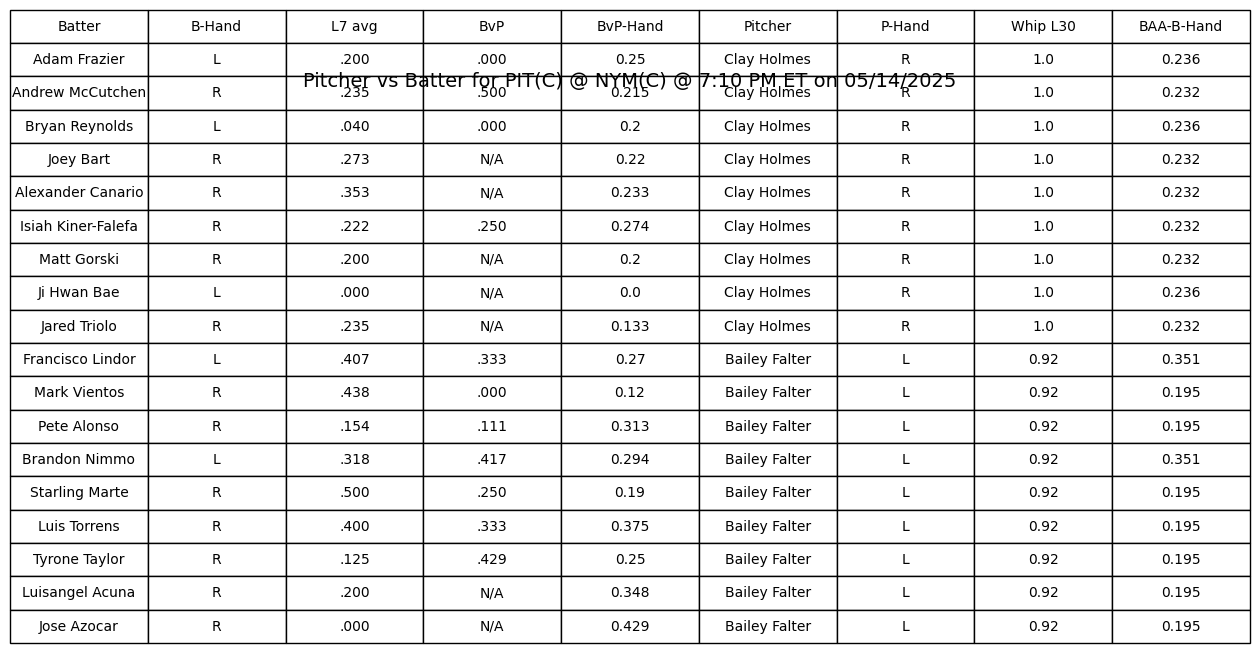 Batter B-Hand L7 avg BvP BvP-Hand Pitcher P-Hand Whip L30 BAA-B-Hand
Adam Frazier L .200 .000 0.25 Clay Holmes R 1.0 0.236
Pitcher vs Batter for PIT(C) @ NYM(C) @ 7:10 PM ET on 05/14/2025
Andrew McCutchen R .235 .500 0.215 Clay Holmes R 1.0 0.232
Bryan Reynolds L .040 .000 0.2 Clay Holmes R 1.0 0.236
Joey Bart R .273 N/A 0.22 Clay Holmes R 1.0 0.232
Alexander Canario R .353 N/A 0.233 Clay Holmes R 1.0 0.232
Isiah Kiner-Falefa R .222 .250 0.274 Clay Holmes R 1.0 0.232
Matt Gorski R .200 N/A 0.2 Clay Holmes R 1.0 0.232
Ji Hwan Bae L .000 N/A 0.0 Clay Holmes R 1.0 0.236
Jared Triolo R .235 N/A 0.133 Clay Holmes R 1.0 0.232
Francisco Lindor L .407 .333 0.27 Bailey Falter L 0.92 0.351
Mark Vientos R .438 .000 0.12 Bailey Falter L 0.92 0.195
Pete Alonso R .154 .111 0.313 Bailey Falter L 0.92 0.195
Brandon Nimmo L .318 .417 0.294 Bailey Falter L 0.92 0.351
Starling Marte R .500 .250 0.19 Bailey Falter L 0.92 0.195
Luis Torrens R .400 .333 0.375 Bailey Falter L 0.92 0.195
Tyrone Taylor R .125 .429 0.25 Bailey Falter L 0.92 0.195
Luisangel Acuna R .200 N/A 0.348 Bailey Falter L 0.92 0.195
Jose Azocar R .000 N/A 0.429 Bailey Falter L 0.92 0.195